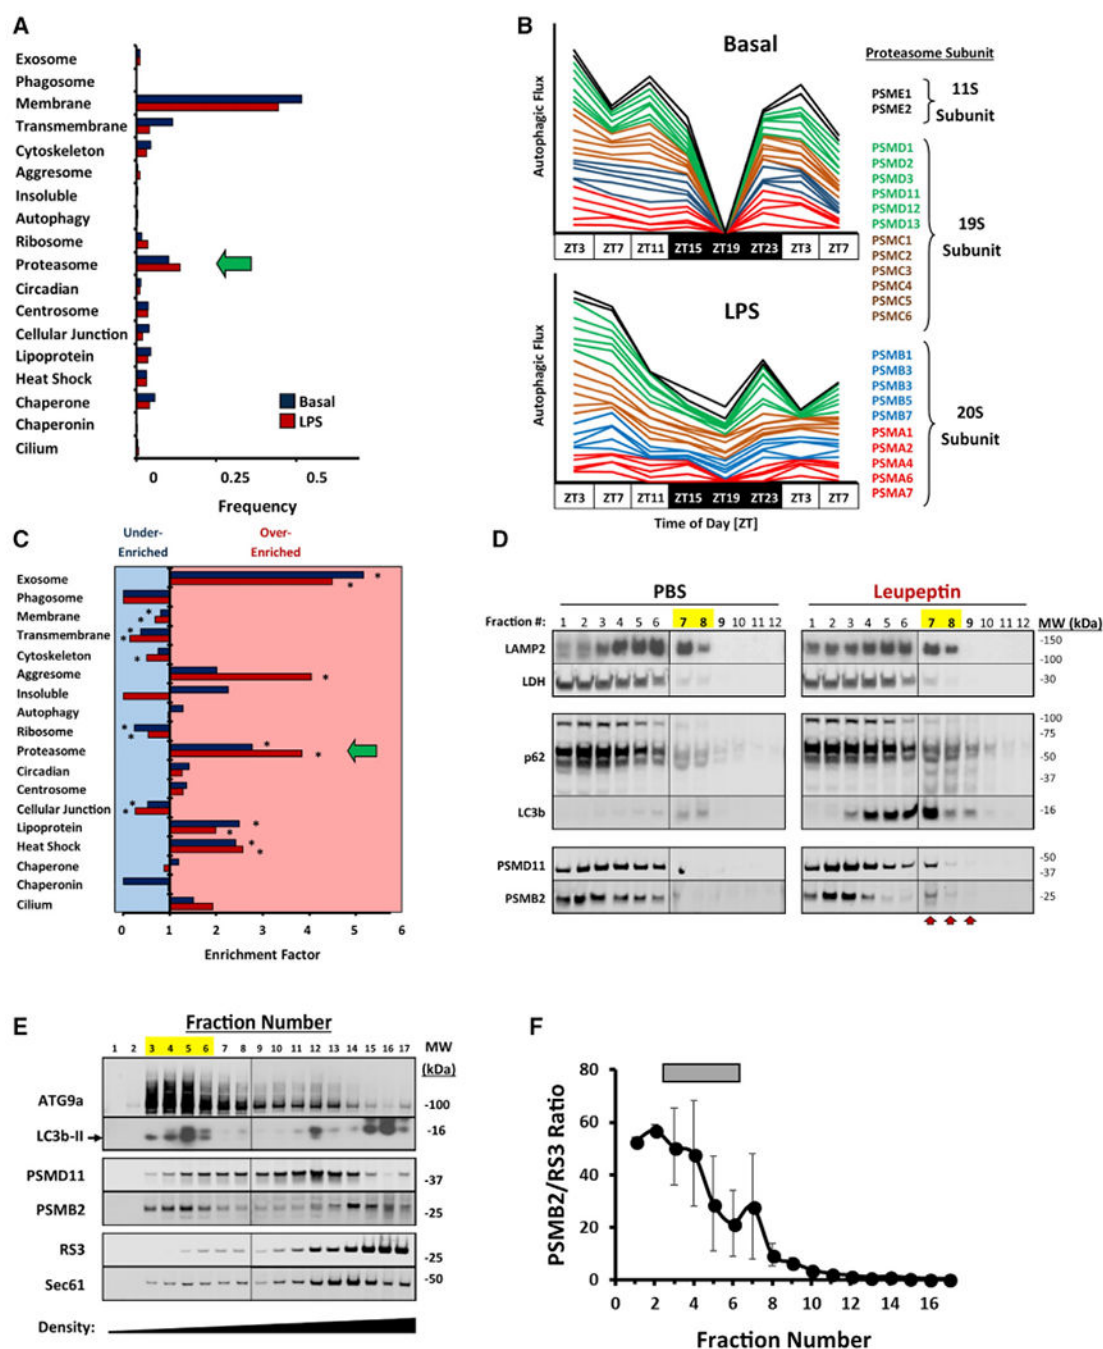 A
Exosome
Phagosome
Membrane
Transmembrane
Cytoskeleton
Aggresome
Insoluble
Autophagy
Ribosome
Proteasome
Circadian
Centrosome
Cellular Junction
Lipoprotein
Heat Shock
Chaperone
Chaperonin
Cilium
Basal
LPS
0 0.25 0.5
Frequency
B
Basal
Autophagic Flux
ZT3 ZT7 ZT11 ZT15 ZT19 ZT23 ZT3 ZT7
LPS
Autophagic Flux
ZT3 ZT7 ZT11 ZT15 ZT19 ZT23 ZT3 ZT7
Time of Day [ZT]
Proteasome Subunit
PSME1
PSME2
11S
Subunit
PSMD1
PSMD2
PSMD3
PSMD11
PSMD12
PSMD13
PSMC1
PSMC2
PSMC3
PSMC4
PSMC5
PSMC6
19S
Subunit
PSMB1
PSMB3
PSMB3
PSMB5
PSMB7
PSMA1
PSMA2
PSMA4
PSMA6
PSMA7
20S
Subunit
C
Under-
Enriched
Over-
Enriched
Exosome * *
Phagosome
Membrane * *
Transmembrane * *
Cytoskeleton *
Aggresome *
Insoluble
Autophagy
Ribosome * *
Proteasome * *
Circadian
Centrosome
Cellular Junction * *
Lipoprotein * *
Heat Shock * *
Chaperone
Chaperonin
Cilium
0 1 2 3 4 5 6
Enrichment Factor
D
PBS Leupeptin
Fraction #: 1 2 3 4 5 6 7 8 9 10 11 12 1 2 3 4 5 6 7 8 9 10 11 12 MW (kDa)
LAMP2 -150
-100
LDH -30
p62 -100
-75
-50
-37
LC3b -16
PSMD11 -50
-37
PSMB2 -25
E
Fraction Number
1 2 3 4 5 6 7 8 9 10 11 12 13 14 15 16 17 MW
(kDa)
ATG9a -100
LC3b-II -16
PSMD11 -37
PSMB2 -25
RS3 -25
Sec61 -50
Density:
F
PSMB2/RS3 Ratio
80
60
40
20
0
0 2 4 6 8 10 12 14 16
Fraction Number